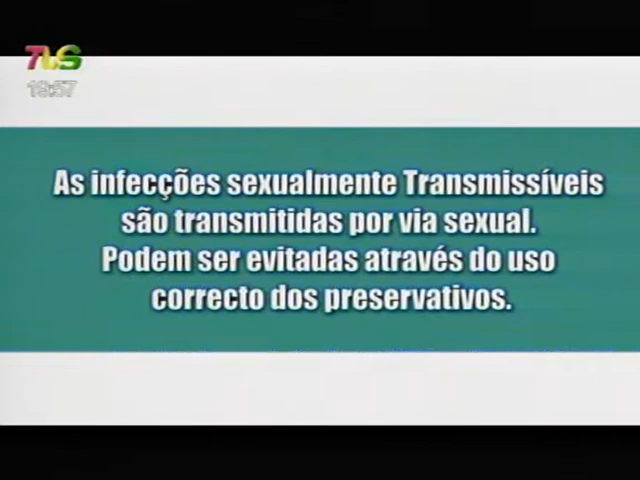 TVS
19:57
As infecções sexualmente Transmissíveis
são transmitidas por via sexual.
Podem ser evitadas através do uso
correcto dos preservativos.